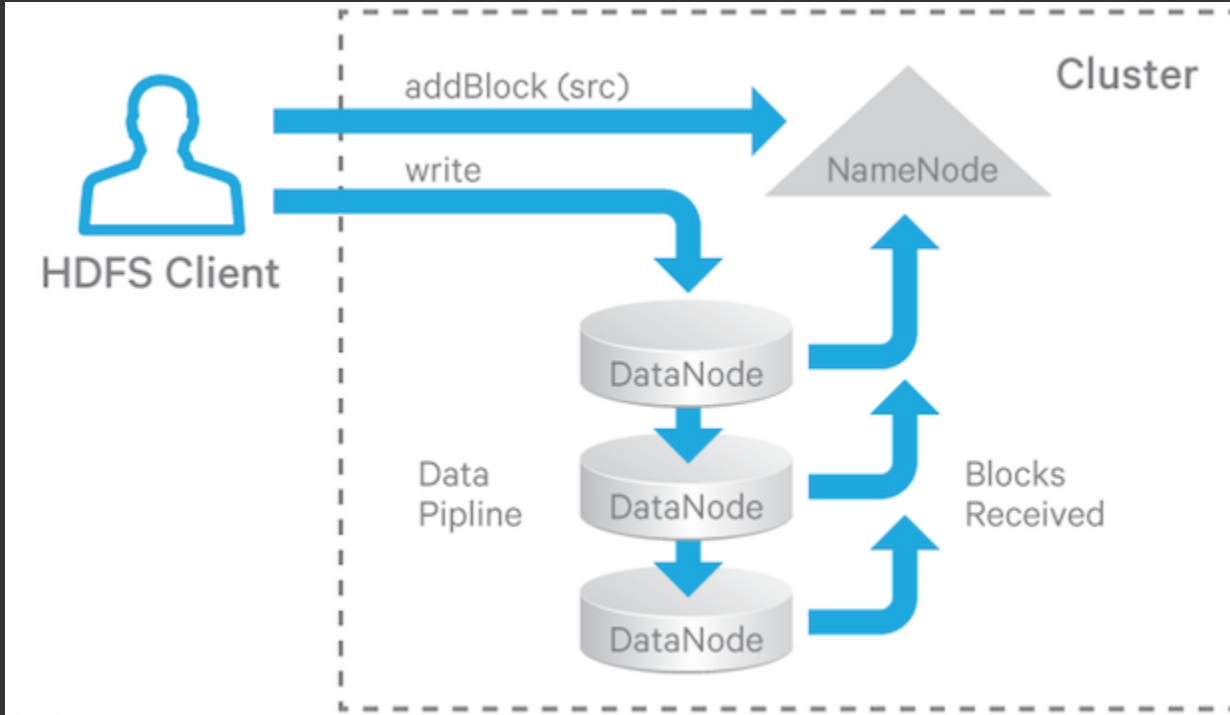 Cluster
addBlock (src)
NameNode
write
HDFS Client
DataNode
Data
Pipline
DataNode
Blocks
Received
DataNode